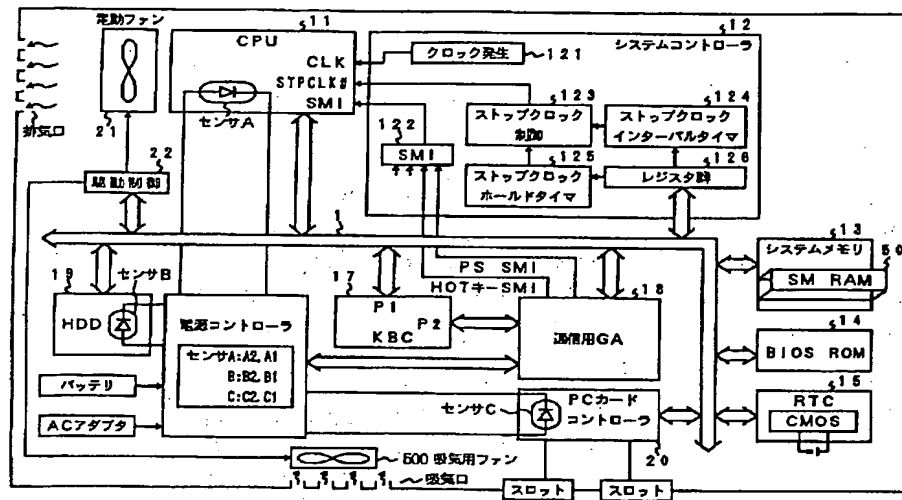 電動ファン
21
排気口
22
11
CPU
CLK
STPCLK#
SMI
センサA
12
システムコントローラ
クロック発生
121
122
SMI
123
ストップクロック
制御
124
ストップクロック
インターバルタイマ
125
ストップクロック
ホールドタイマ
126
レジスタ群
1
PS SMI
HOTキーSMI
13
システムメモリ
50
SM RAM
14
BIOS ROM
15
RTC
CMOS
19
センサB
HDD
電源コントローラ
センサA:A2,A1
B:B2,B1
C:C2,C1
17
P1
P2
KBC
18
通信用GA
バッテリ
ACアダプタ
センサC
PCカード
コントローラ
20
500 吸気用ファン
吸気口
スロット
スロット